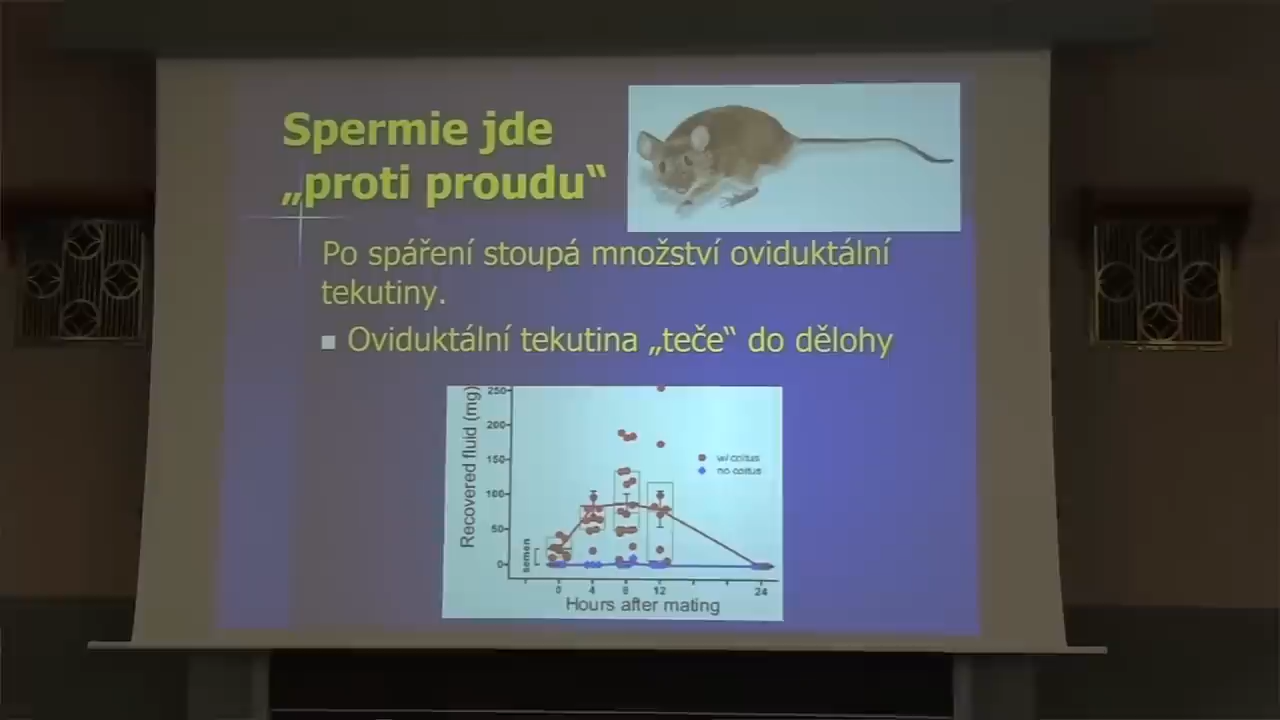 Spermie jde
„proti proudu“
Po spáření stoupá množství oviduktální
tekutiny.
Oviduktální tekutina „teče“ do dělohy
Recovered fluid (mg)
250
200
150
100
50
0
semen
w/ coitus
no coitus
0 4 8 12 24
Hours after mating